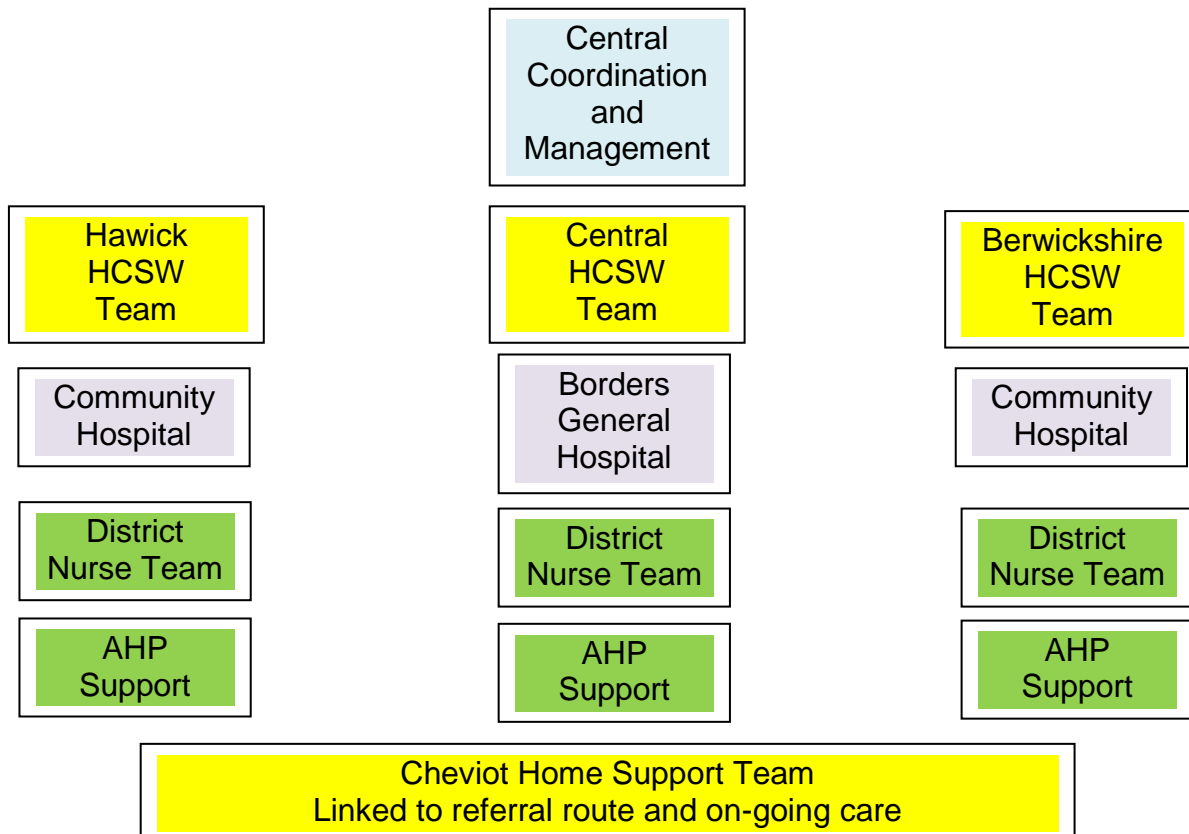 Central
Coordination
and
Management
Hawick
HCSW
Team
Central
HCSW
Team
Berwickshire
HCSW
Team
Community
Hospital
Borders
General
Hospital
Community
Hospital
District
Nurse Team
District
Nurse Team
District
Nurse Team
AHP
Support
AHP
Support
AHP
Support
Cheviot Home Support Team
Linked to referral route and on-going care